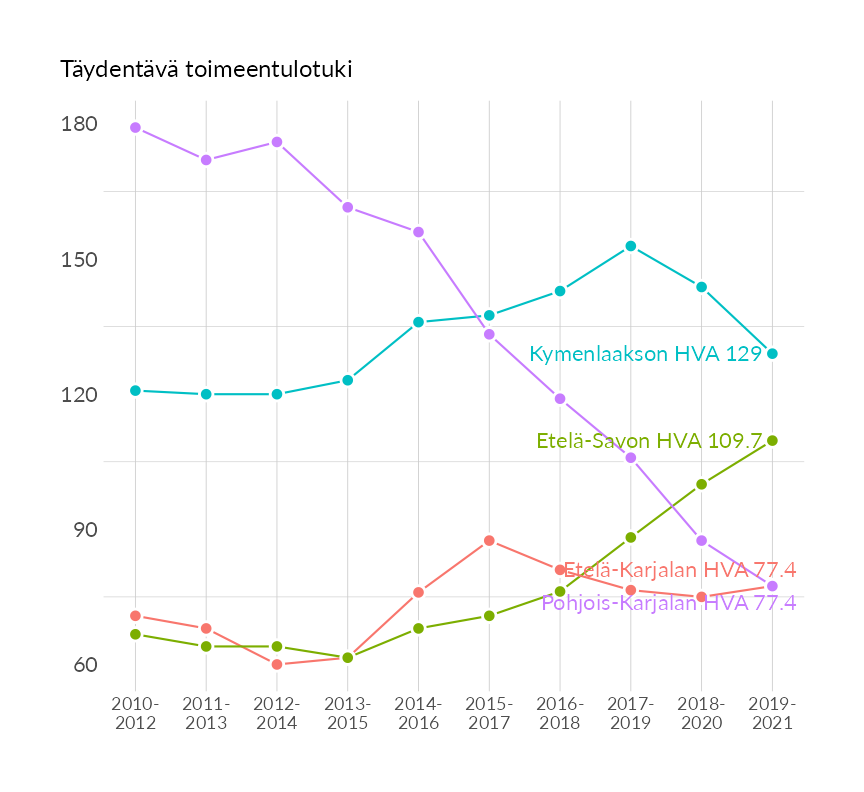 Täydentävä toimeentulotuki
180
150
Kymenlaakson HVA 129
120
Etelä-Savon HVA 109.7
90
Etelä-Karjalan HVA 77.4
Pohjois-Karjalan HVA 77.4
60
2010- 2011- 2012- 2013- 2014- 2015- 2016- 2017- 2018- 2019-
2012 2013 2014 2015 2016 2017 2018 2019 2020 2021